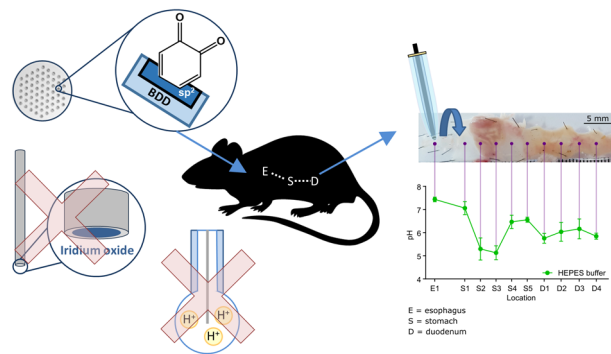 O
O
sp2
BDD
Iridium oxide
H+
H+
H+
E
S
D
5 mm
8
7
6
5
4
pH
HEPES buffer
E1 S1 S2 S3 S4 S5 D1 D2 D3 D4
Location
E = esophagus
S = stomach
D = duodenum